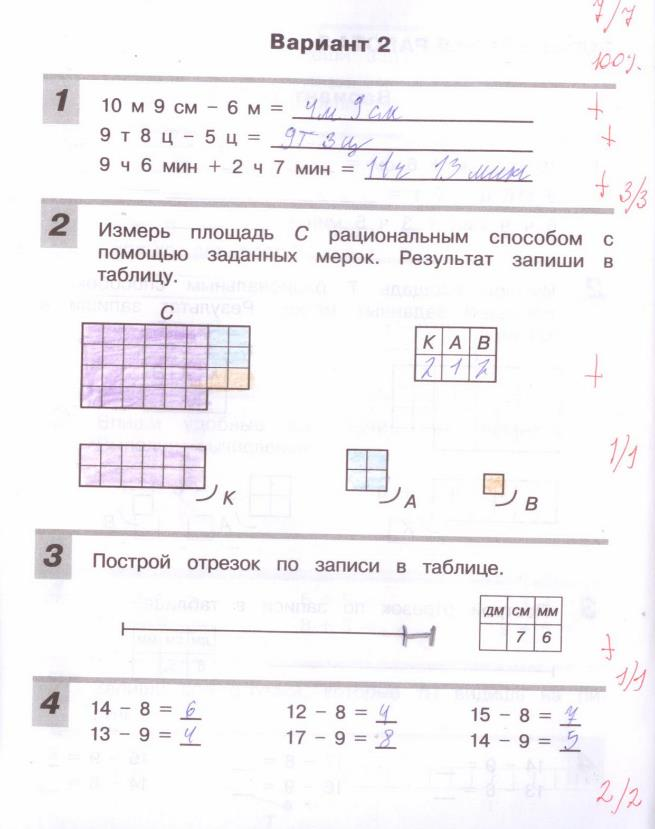 7/7
Вариант 2
100%
1
10 м 9 см – 6 м = 4м 9см +
9 т 8 ц – 5 ц = 9т 3ц +
9 ч 6 мин + 2 ч 7 мин = 11ч 13 мин +
3/3
2
Измерь площадь С рациональным способом с
помощью заданных мерок. Результат запиши в
таблицу.
С
К А В
2 1 2 +
1/1
К А В
3
Построй отрезок по записи в таблице.
дм см мм
7 6 +
1/1
4
14 – 8 = 6 12 – 8 = 4 15 – 8 = 7
13 – 9 = 4 17 – 9 = 8 14 – 9 = 5
2/2